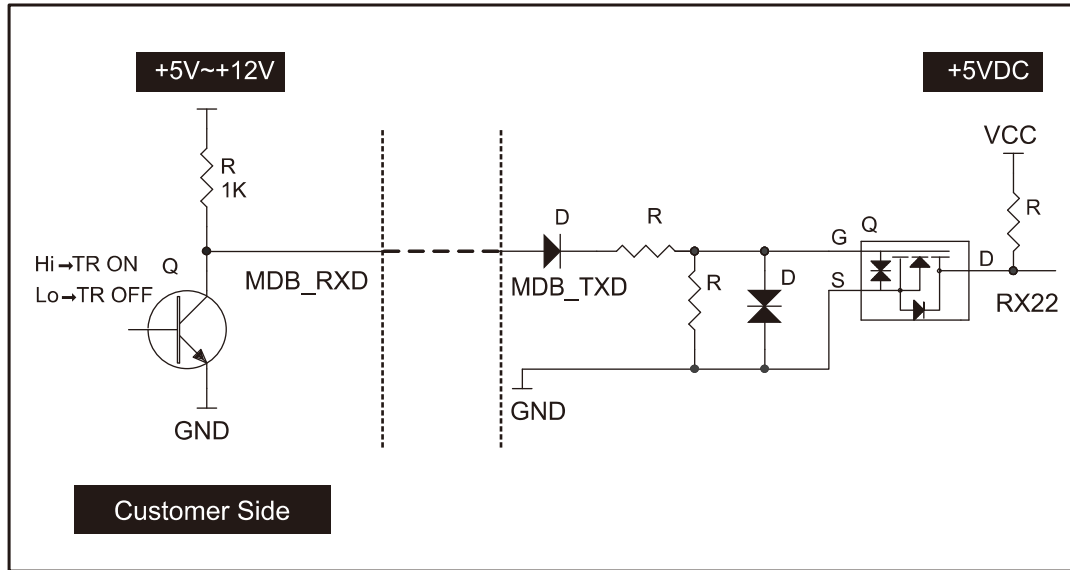 +5V~+12V
+5VDC
VCC
R
1K
R
D
R
G
Q
D
Hi→TR ON
Lo→TR OFF
Q
MDB_RXD
MDB_TXD
R
D
S
RX22
GND
GND
Customer Side